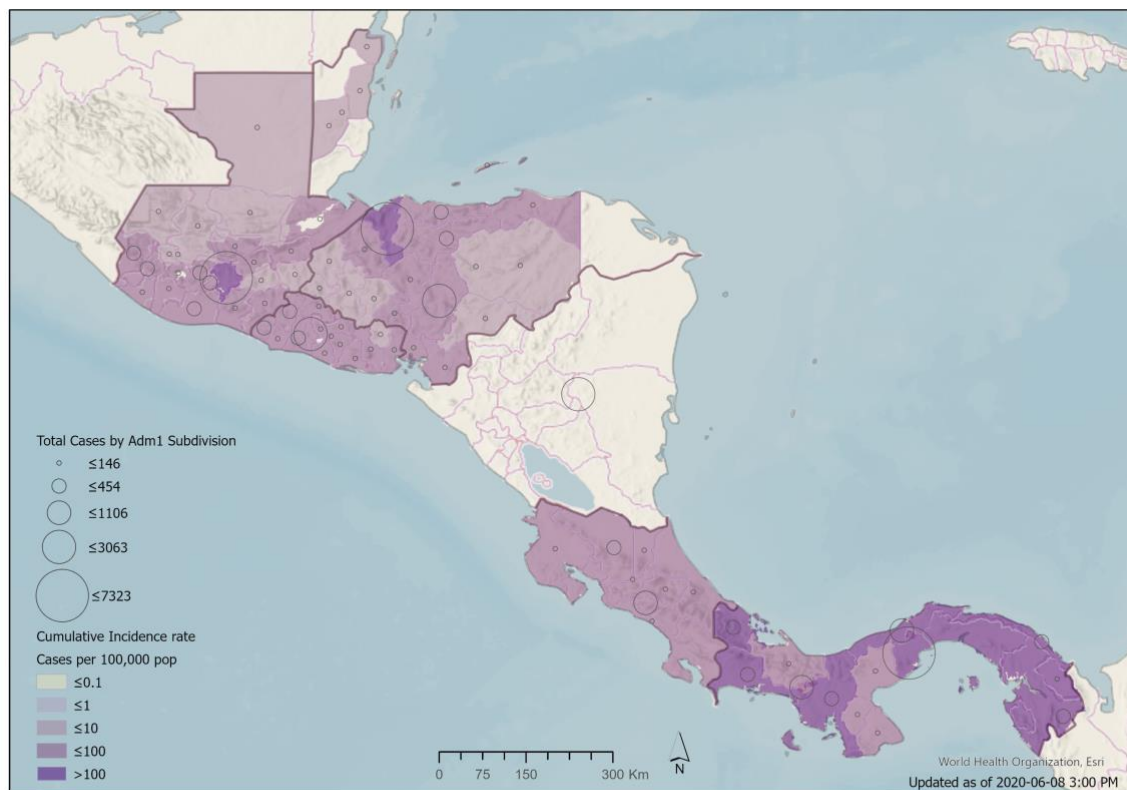 Total Cases by Adm1 Subdivision
≤146
≤454
≤1106
≤3063
≤7323
Cumulative Incidence rate
Cases per 100,000 pop
≤0.1
≤1
≤10
≤100
>100
0 75 150 300 Km
N
World Health Organization, Esri
Updated as of 2020-06-08 3:00 PM